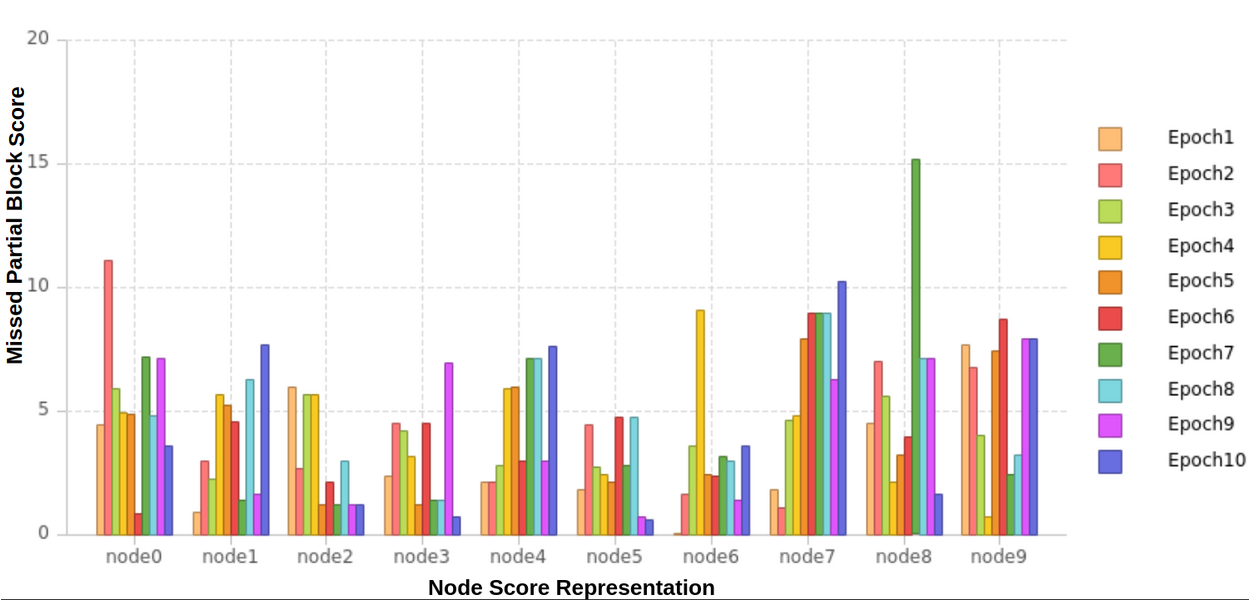 20
15
10
5
0
Missed Partial Block Score
node0 node1 node2 node3 node4 node5 node6 node7 node8 node9
Node Score Representation
Epoch1
Epoch2
Epoch3
Epoch4
Epoch5
Epoch6
Epoch7
Epoch8
Epoch9
Epoch10